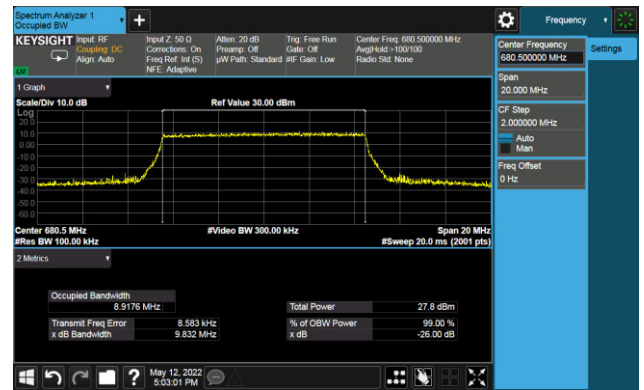 Spectrum Analyzer 1
Occupied BW
+
Frequency
KEYSIGHT
Input: RF
Coupling: DC
Align: Auto
Input Z: 50 Ω
Corrections: On
Freq Ref: Int (S)
NFE: Adaptive
Atten: 20 dB
Preamp: Off
µW Path: Standard
Trig: Free Run
Gate: Off
#IF Gain: Low
Center Freq: 680.500000 MHz
Avg|Hold:>100/100
Radio Std: None
Center Frequency
680.500000 MHz
Settings
Span
20.000 MHz
CF Step
2.000000 MHz
Auto
Man
Freq Offset
0 Hz
1 Graph
Scale/Div 10.0 dB
Ref Value 30.00 dBm
Log
20.0
10.0
0.00
-10.0
-20.0
-30.0
-40.0
-50.0
-60.0
Center 680.5 MHz
#Video BW 300.00 kHz
Span 20 MHz
#Res BW 100.00 kHz
#Sweep 20.0 ms (2001 pts)
2 Metrics
Occupied Bandwidth
8.9176 MHz
Total Power 27.8 dBm
Transmit Freq Error 8.583 kHz
% of OBW Power 99.00 %
x dB Bandwidth 9.832 MHz
x dB -26.00 dB
?
May 12, 2022
5:03:01 PM